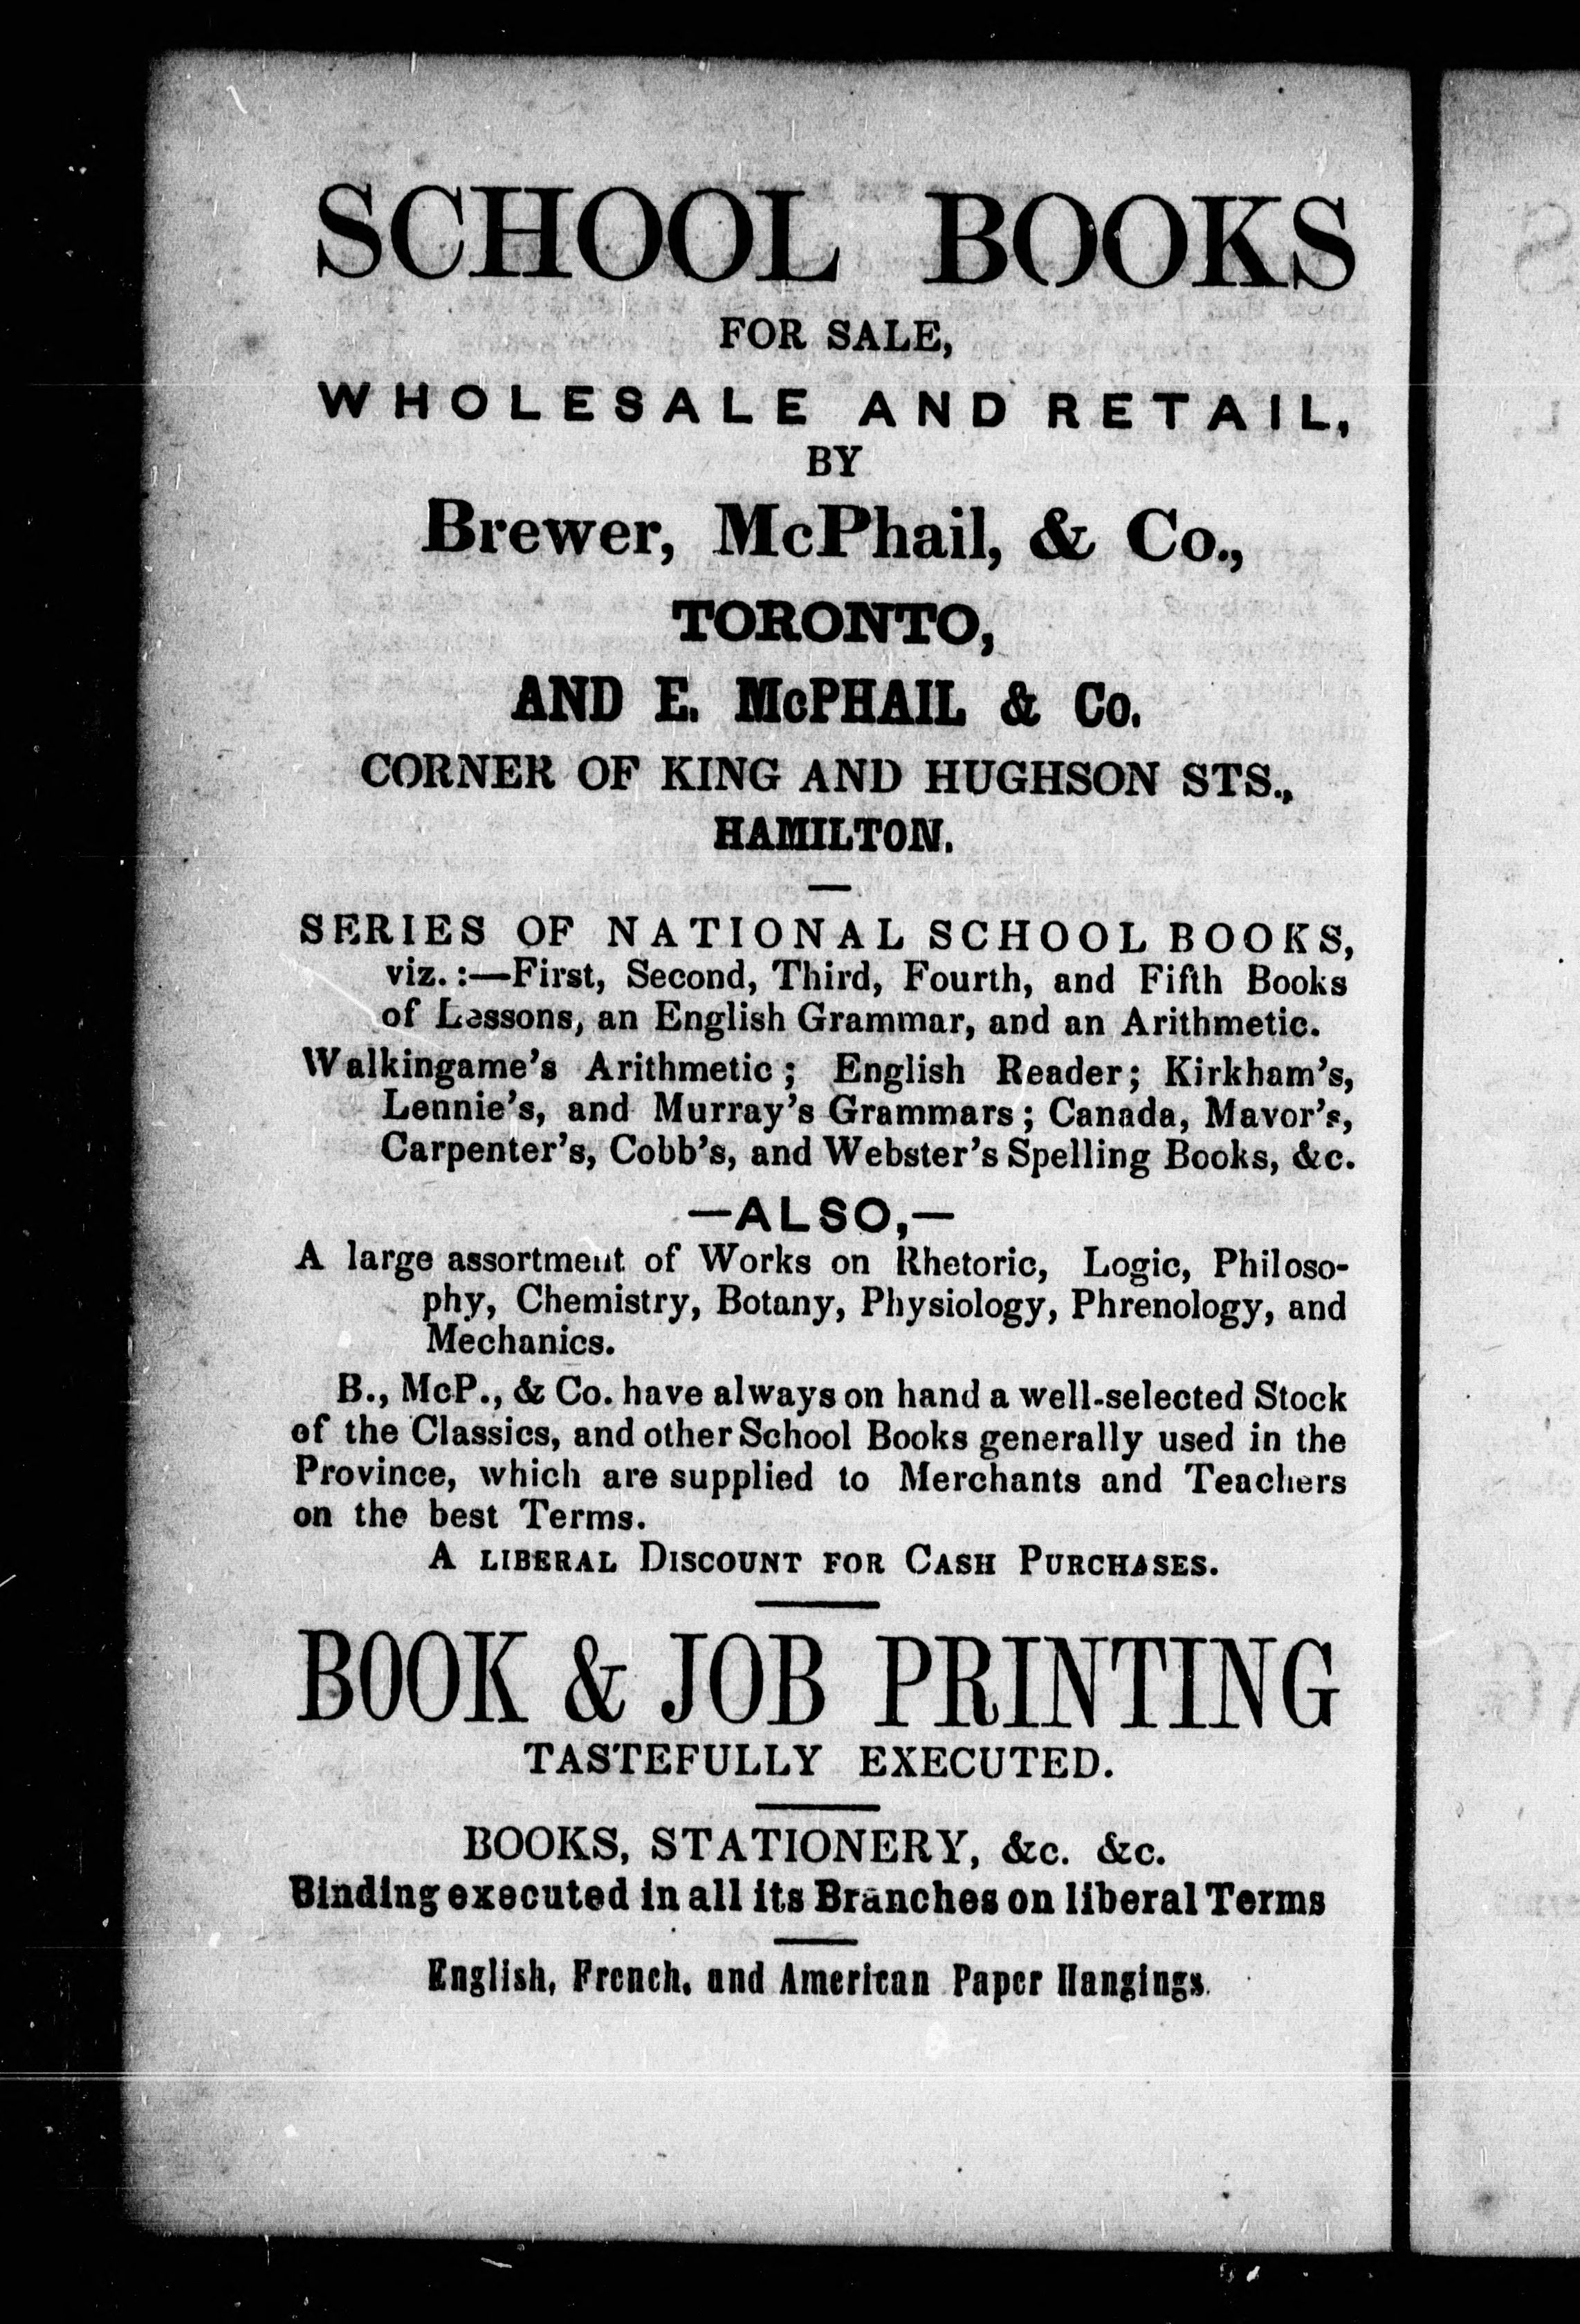 SCHOOL BOOKS
FOR SALE,
WHOLESALE AND RETAIL,
BY
Brewer, McPhail, & Co.,
TORONTO,
AND E. McPHAIL & Co.
CORNER OF KING AND HUGHSON STS.,
HAMILTON.
SERIES OF NATIONAL SCHOOL BOOKS,
viz. :—First, Second, Third, Fourth, and Fifth Books
of Lessons, an English Grammar, and an Arithmetic.
Walkingame's Arithmetic; English Reader; Kirkham's,
Lennie's, and Murray's Grammars; Canada, Mavor's,
Carpenter's, Cobb's, and Webster's Spelling Books, &c.
—ALSO,—
A large assortment of Works on Rhetoric, Logic, Philoso-
phy, Chemistry, Botany, Physiology, Phrenology, and
Mechanics.
B., McP., & Co. have always on hand a well-selected Stock
of the Classics, and other School Books generally used in the
Province, which are supplied to Merchants and Teachers
on the best Terms.
A LIBERAL DISCOUNT FOR CASH PURCHASES.
BOOK & JOB PRINTING
TASTEFULLY EXECUTED.
BOOKS, STATIONERY, &c. &c.
Binding executed in all its Branches on liberal Terms
English, French, and American Paper Hangings.